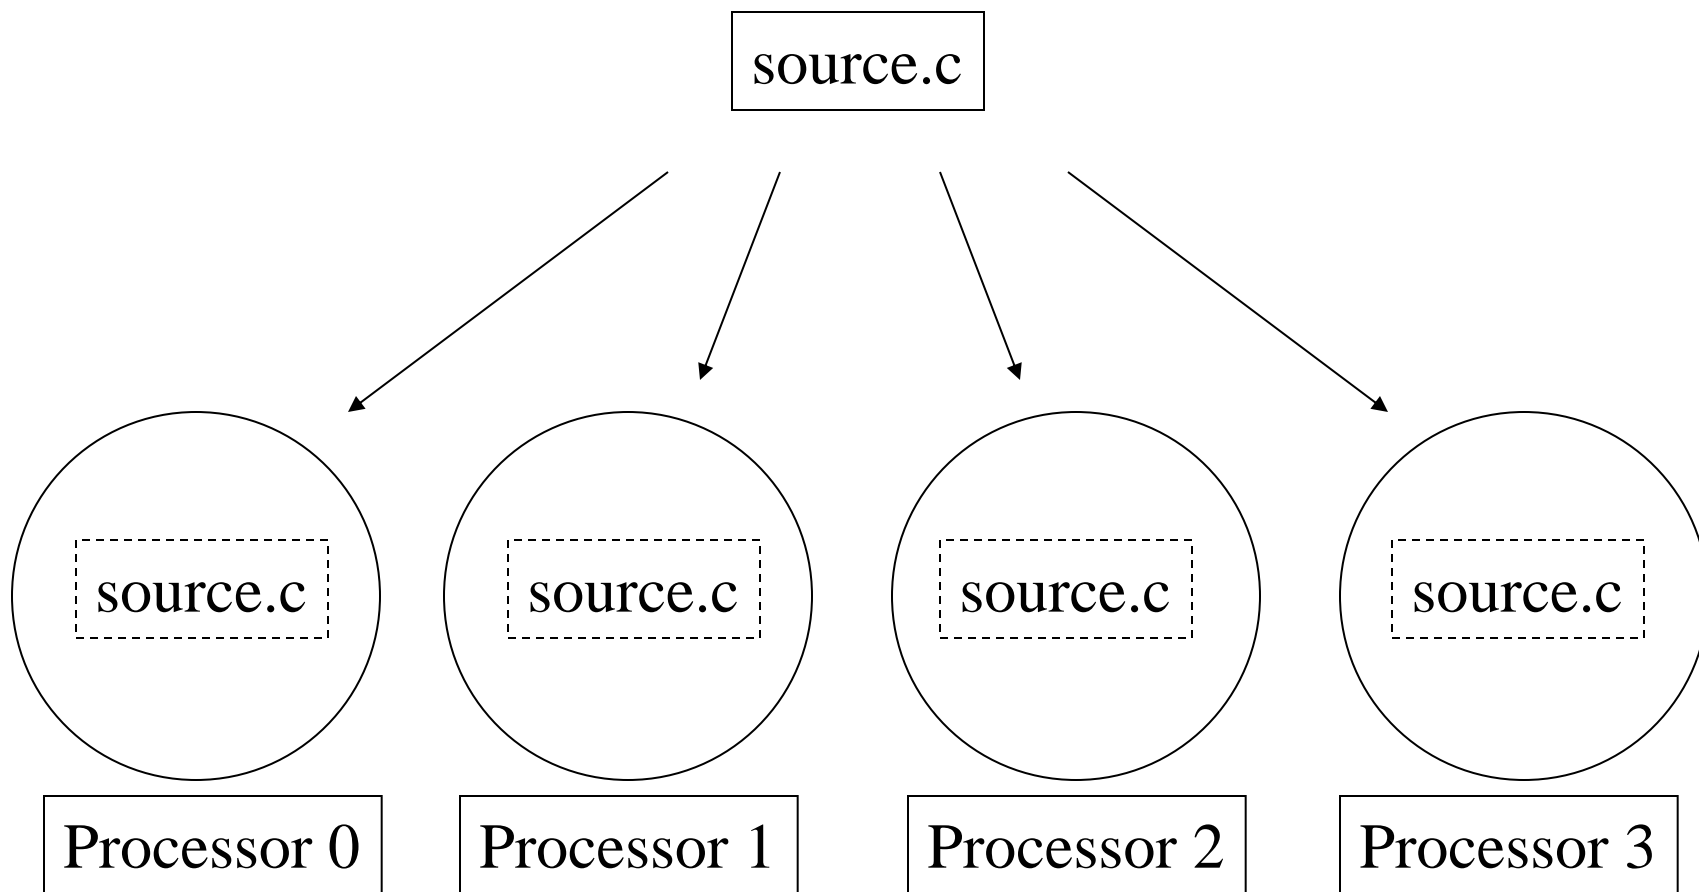 source.c
source.c
source.c
source.c
source.c
Processor 0
Processor 1
Processor 2
Processor 3